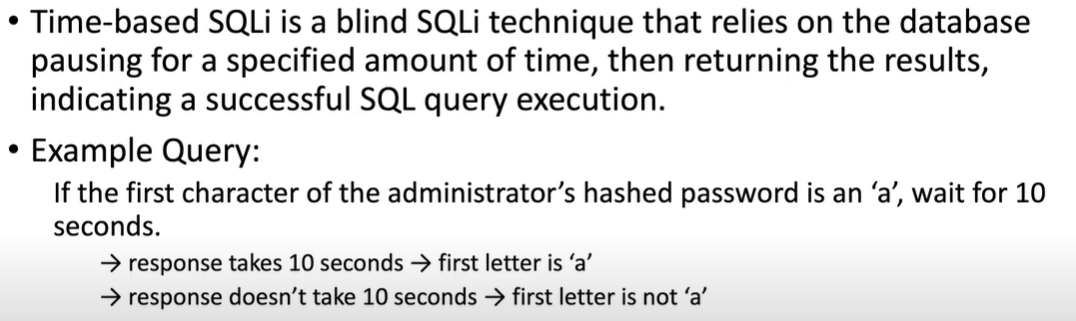 • Time-based SQLi is a blind SQLi technique that relies on the database
pausing for a specified amount of time, then returning the results,
indicating a successful SQL query execution.
• Example Query:
If the first character of the administrator’s hashed password is an ‘a’, wait for 10
seconds.
→ response takes 10 seconds → first letter is ‘a’
→ response doesn’t take 10 seconds → first letter is not ‘a’